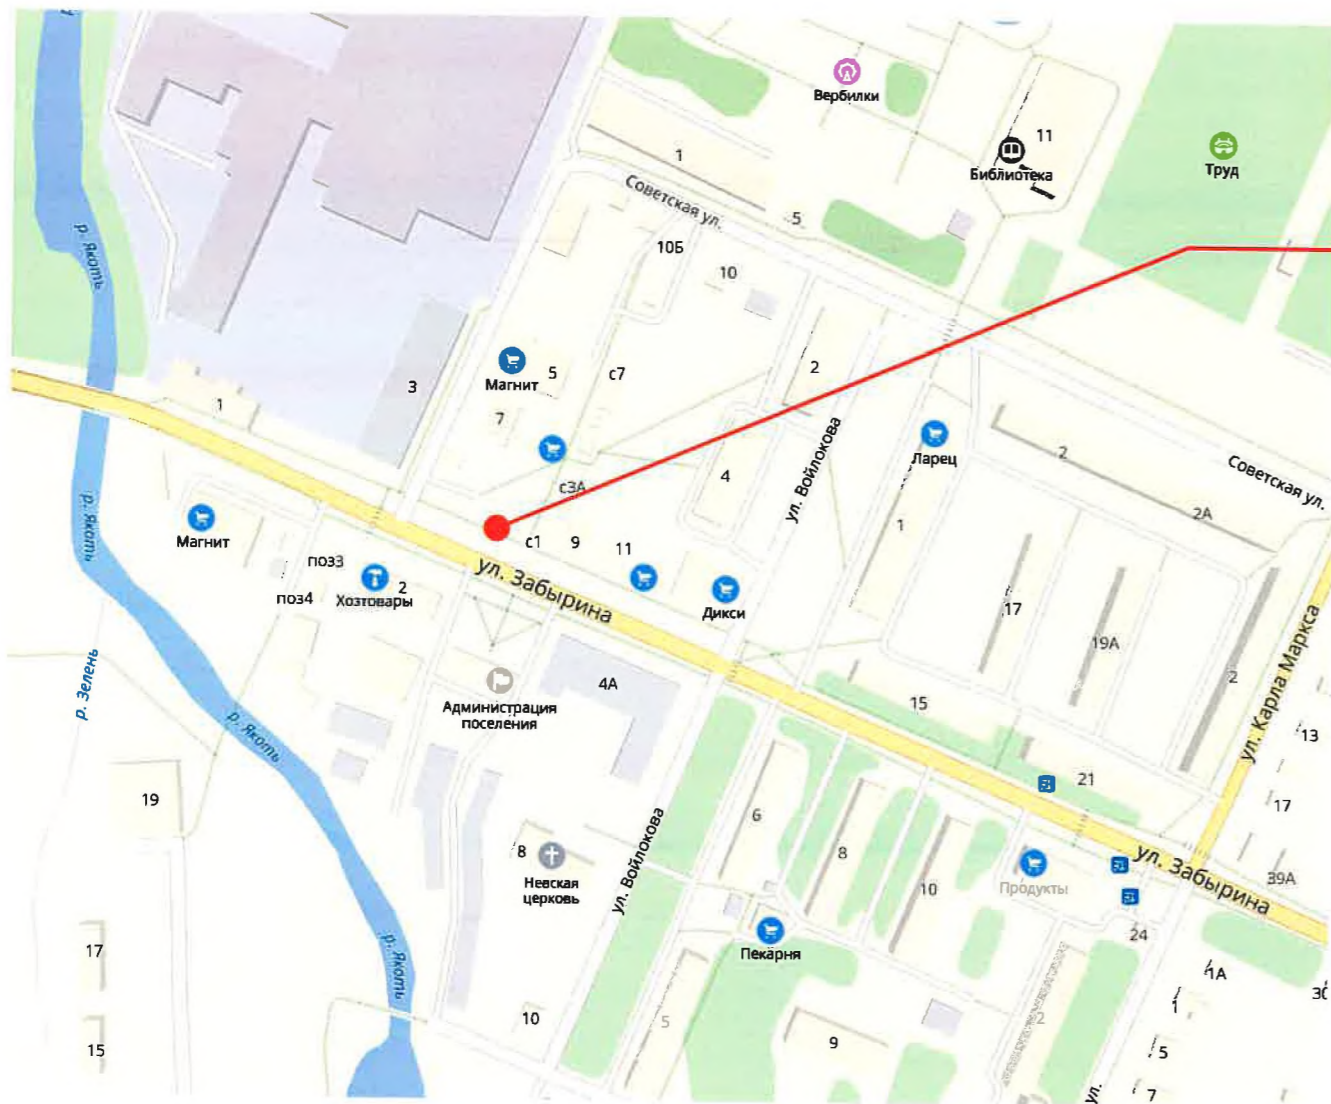 Вербилки
11
Библиотека
Труд
1
Советская ул.
5
р. Якоть
10Б
10
2
3
Магнит
5
с7
7
1
Ларец
2
Советская ул.
ул. Войлокова
4
с3А
2А
1
р. Якоть
Магнит
с1
9
11
ул. Забырина
поз3
поз4
Хозтовары
2
Дикси
17
19А
2
ул. Карла Маркса
р. Зелень
Администрация
поселения
4А
15
13
р. Якоть
21
17
19
6
8
ул. Войлокова
8
Невская
церковь
10
Продукты
ул. Забырина
39А
24
Пекарня
17
р. Якоть
1А
1
10
5
9
2
15
5
7
ул.